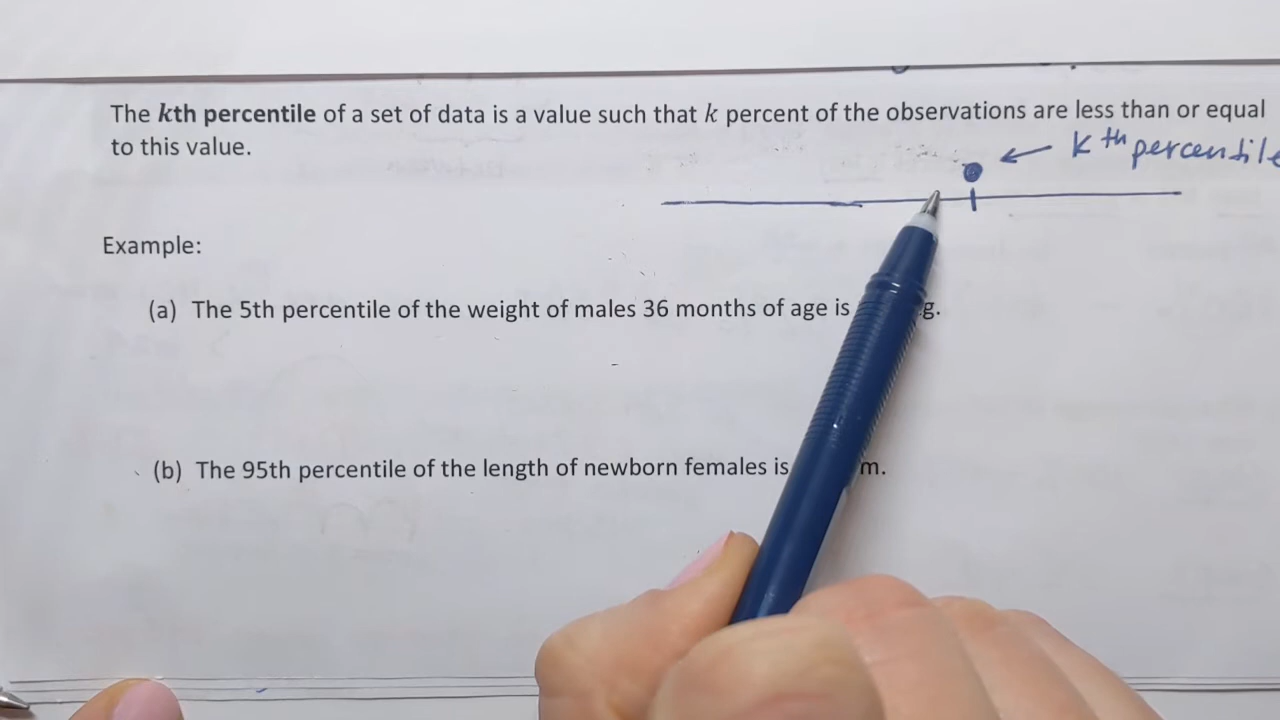 The kth percentile of a set of data is a value such that k percent of the observations are less than or equal
to this value.
kth percentile
Example:
(a) The 5th percentile of the weight of males 36 months of age is g.
(b) The 95th percentile of the length of newborn females is m.